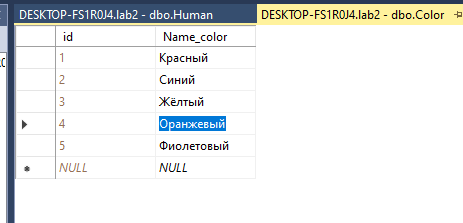 DESKTOP-FS1R0J4.lab2 - dbo.Human DESKTOP-FS1R0J4.lab2 - dbo.Color
id Name_color
1 Красный
2 Синий
3 Жёлтый
4 Оранжевый
5 Фиолетовый
NULL NULL